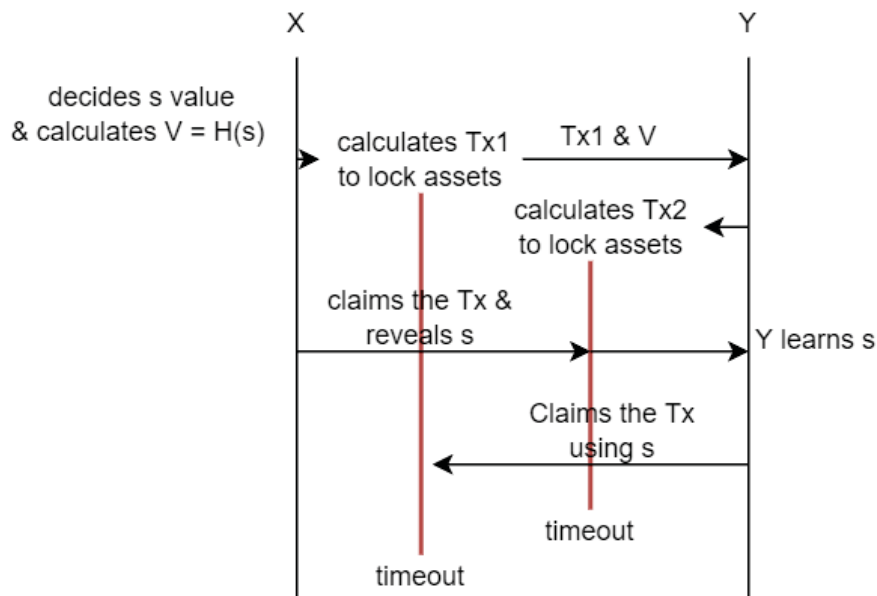 X
Y
decides s value
& calculates V = H(s)
calculates Tx1
to lock assets
Tx1 & V
calculates Tx2
to lock assets
claims the Tx &
reveals s
Y learns s
Claims the Tx
using s
timeout
timeout